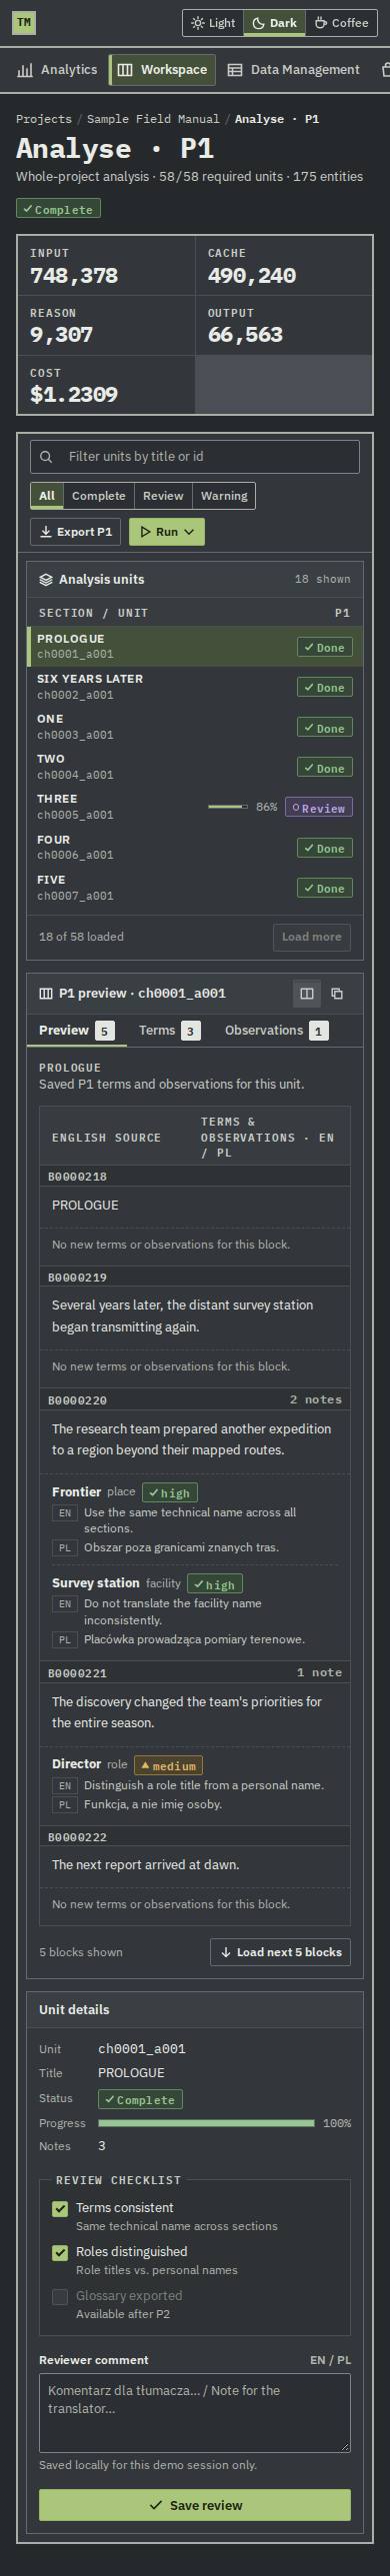 TM
Light
Dark
Coffee
Analytics
Workspace
Data Management
Projects / Sample Field Manual / Analyse · P1
Analyse · P1
Whole-project analysis · 58/58 required units · 175 entities
Complete
INPUT
748,378
CACHE
490,240
REASON
9,307
OUTPUT
66,563
COST
$1.2309
Filter units by title or id
All
Complete
Review
Warning
Export P1
Run
Analysis units
18 shown
SECTION / UNIT
P1
PROLOGUE
ch0001_a001
Done
SIX YEARS LATER
ch0002_a001
Done
ONE
ch0003_a001
Done
TWO
ch0004_a001
Done
THREE
ch0005_a001
86%
Review
FOUR
ch0006_a001
Done
FIVE
ch0007_a001
Done
18 of 58 loaded
Load more
P1 preview · ch0001_a001
Preview 5
Terms 3
Observations 1
PROLOGUE
Saved P1 terms and observations for this unit.
ENGLISH SOURCE
TERMS &
OBSERVATIONS · EN
/ PL
B0000218
PROLOGUE
No new terms or observations for this block.
B0000219
Several years later, the distant survey station
began transmitting again.
No new terms or observations for this block.
B0000220
2 notes
The research team prepared another expedition
to a region beyond their mapped routes.
Frontier place high
EN Use the same technical name across all
sections.
PL Obszar poza granicami znanych tras.
Survey station facility high
EN Do not translate the facility name
inconsistently.
PL Placówka prowadząca pomiary terenowe.
B0000221
1 note
The discovery changed the team's priorities for
the entire season.
Director role medium
EN Distinguish a role title from a personal name.
PL Funkcja, a nie imię osoby.
B0000222
The next report arrived at dawn.
No new terms or observations for this block.
5 blocks shown
Load next 5 blocks
Unit details
Unit ch0001_a001
Title PROLOGUE
Status Complete
Progress 100%
Notes 3
REVIEW CHECKLIST
Terms consistent
Same technical name across sections
Roles distinguished
Role titles vs. personal names
Glossary exported
Available after P2
Reviewer comment
EN / PL
Komentarz dla tłumacza… / Note for the
translator…
Saved locally for this demo session only.
Save review